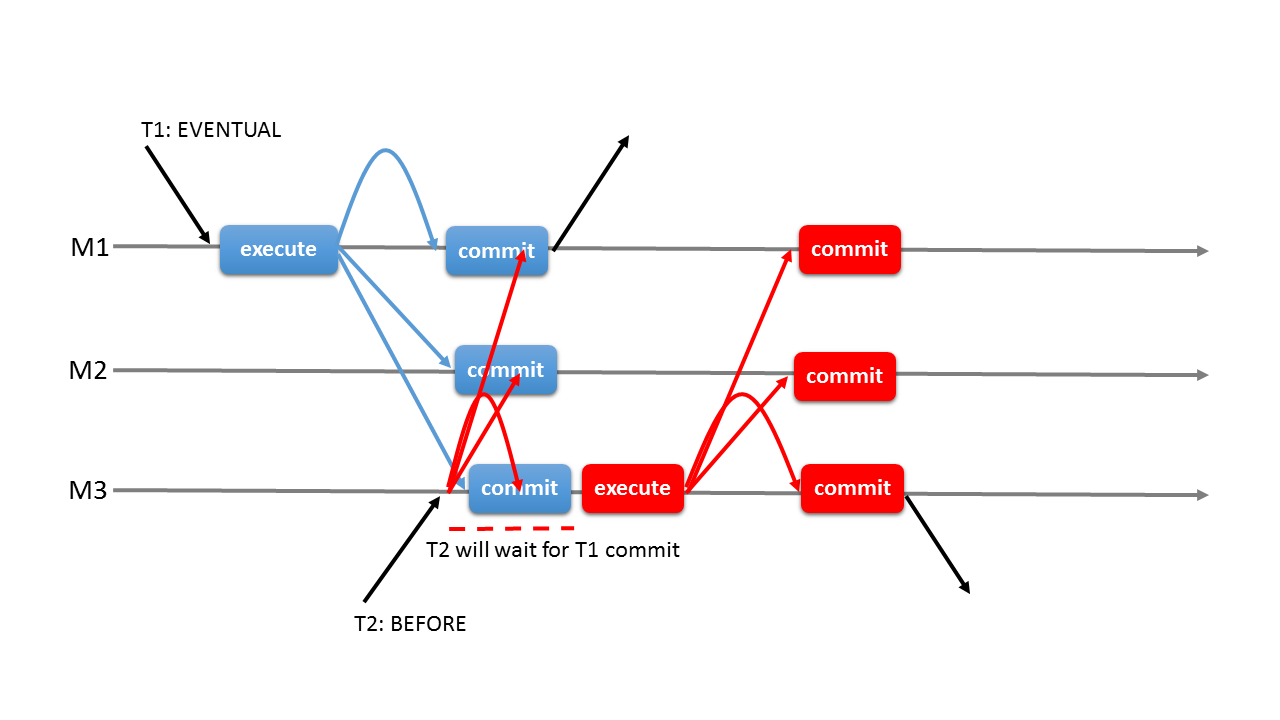 T1: EVENTUAL
M1
execute
commit
commit
M2
commit
commit
M3
commit
execute
commit
T2 will wait for T1 commit
T2: BEFORE